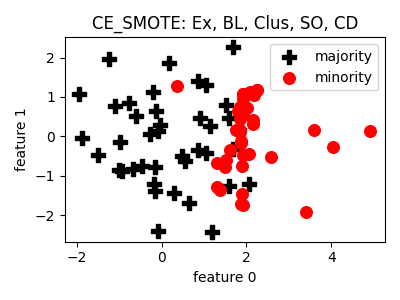 CE_SMOTE: Ex, BL, Clus, SO, CD
majority
minority
feature 1
2
1
0
−1
−2
−2
0
2
4
feature 0